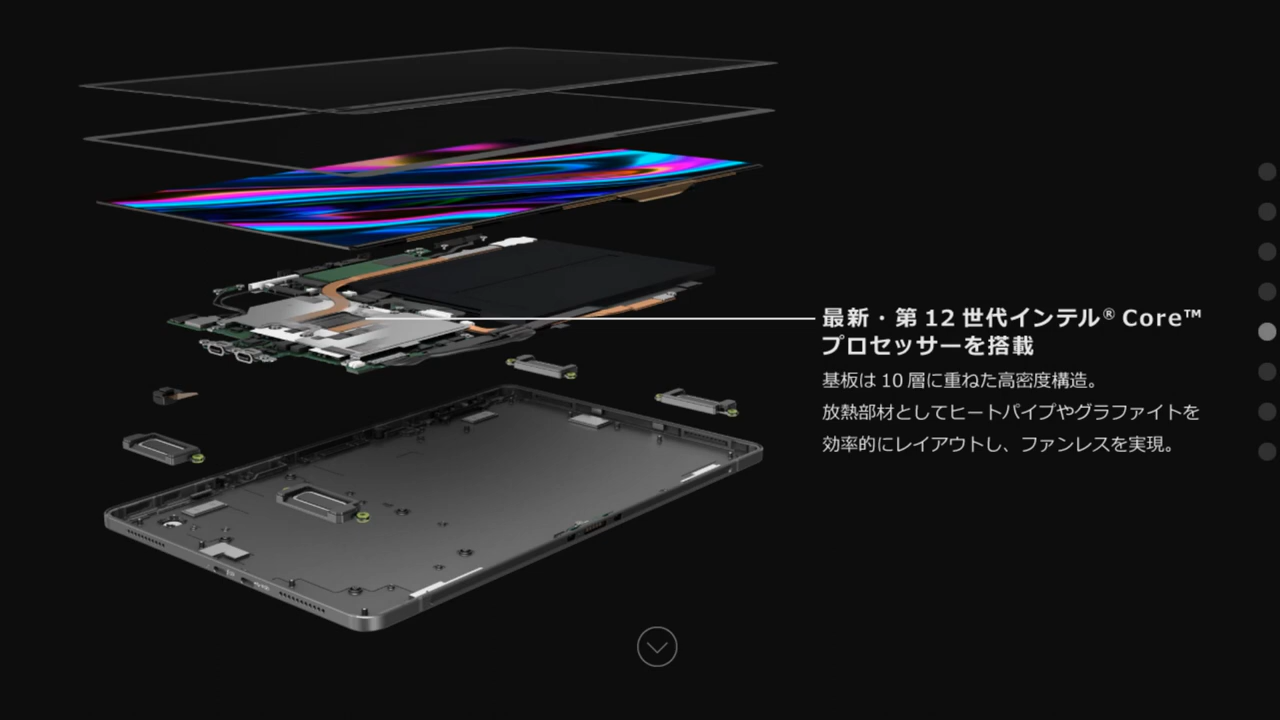 最新・第 12 世代インテル® Core™
プロセッサーを搭載
基板は 10 層に重ねた高密度構造。
放熱部材としてヒートパイプやグラファイトを
効率的にレイアウトし、ファンレスを実現。